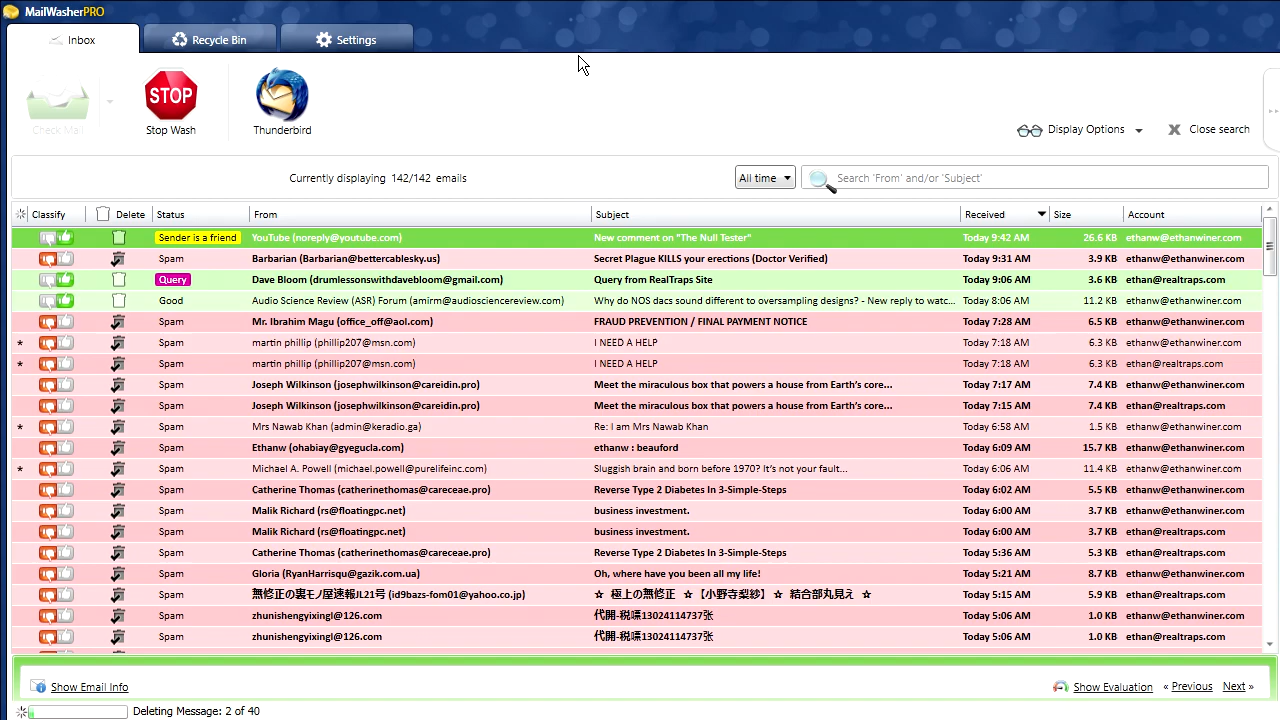 MailWasherPRO
Inbox Recycle Bin Settings
Check Mail Stop Wash Thunderbird Display Options Close search
STOP
Currently displaying 142/142 emails All time Search 'From' and/or 'Subject'
Classify Delete Status From Subject Received Size Account
Sender is a friend YouTube (noreply@youtube.com) New comment on "The Null Tester" Today 9:42 AM 26.6 KB ethanw@ethanwiner.com
Spam Barbarian (Barbarian@bettercablesky.us) Secret Plague KILLS your erections (Doctor Verified) Today 9:31 AM 3.9 KB ethanw@ethanwiner.com
Query Dave Bloom (drumlessonswithdavebloom@gmail.com) Query from RealTraps Site Today 9:06 AM 3.6 KB ethan@realtraps.com
Good Audio Science Review (ASR) Forum (amirm@audiosciencereview.com) Why do NOS dacs sound different to oversampling designs? - New reply to watc... Today 8:06 AM 11.2 KB ethanw@ethanwiner.com
Spam Mr. Ibrahim Magu (office_off@aol.com) FRAUD PREVENTION / FINAL PAYMENT NOTICE Today 7:28 AM 6.5 KB ethanw@ethanwiner.com
* Spam martin phillip (phillip207@msn.com) I NEED A HELP Today 7:18 AM 6.3 KB ethanw@ethanwiner.com
* Spam martin phillip (phillip207@msn.com) I NEED A HELP Today 7:18 AM 6.3 KB ethan@realtraps.com
Spam Joseph Wilkinson (josephwilkinson@careidin.pro) Meet the miraculous box that powers a house from Earth's core... Today 7:17 AM 7.4 KB ethanw@ethanwiner.com
Spam Joseph Wilkinson (josephwilkinson@careidin.pro) Meet the miraculous box that powers a house from Earth's core... Today 7:15 AM 7.4 KB ethan@realtraps.com
* Spam Mrs Nawab Khan (admin@keradio.ga) Re: I am Mrs Nawab Khan Today 6:58 AM 1.5 KB ethanw@ethanwiner.com
Spam Ethanw (ohabiay@gyegucla.com) ethanw : beauford Today 6:09 AM 15.7 KB ethanw@ethanwiner.com
* Spam Michael A. Powell (michael.powell@purelifeinc.com) Sluggish brain and born before 1970? It's not your fault... Today 6:06 AM 11.4 KB ethanw@ethanwiner.com
Spam Catherine Thomas (catherinethomas@careceae.pro) Reverse Type 2 Diabetes In 3-Simple-Steps Today 6:02 AM 5.5 KB ethanw@ethanwiner.com
Spam Malik Richard (rs@floatingpc.net) business investment. Today 6:00 AM 3.7 KB ethanw@ethanwiner.com
Spam Malik Richard (rs@floatingpc.net) business investment. Today 6:00 AM 3.7 KB ethan@realtraps.com
Spam Catherine Thomas (catherinethomas@careceae.pro) Reverse Type 2 Diabetes In 3-Simple-Steps Today 5:36 AM 5.3 KB ethan@realtraps.com
Spam Gloria (RyanHarrisqu@gazik.com.ua) Oh, where have you been all my life! Today 5:21 AM 8.7 KB ethanw@ethanwiner.com
Spam 無修正の裏モノ屋速報JL21号 (id9bazs-fom01@yahoo.co.jp) ☆ 極上の無修正 ☆【小野寺梨紗】☆ 結合部丸見え ☆ Today 5:15 AM 5.9 KB ethan@realtraps.com
Spam zhunishengyixingl@126.com 代開-税嘌13024114737张 Today 5:06 AM 1.0 KB ethanw@ethanwiner.com
Spam zhunishengyixingl@126.com 代開-税嘌13024114737张 Today 5:06 AM 1.0 KB ethan@realtraps.com
Show Email Info Show Evaluation « Previous Next »
Deleting Message: 2 of 40